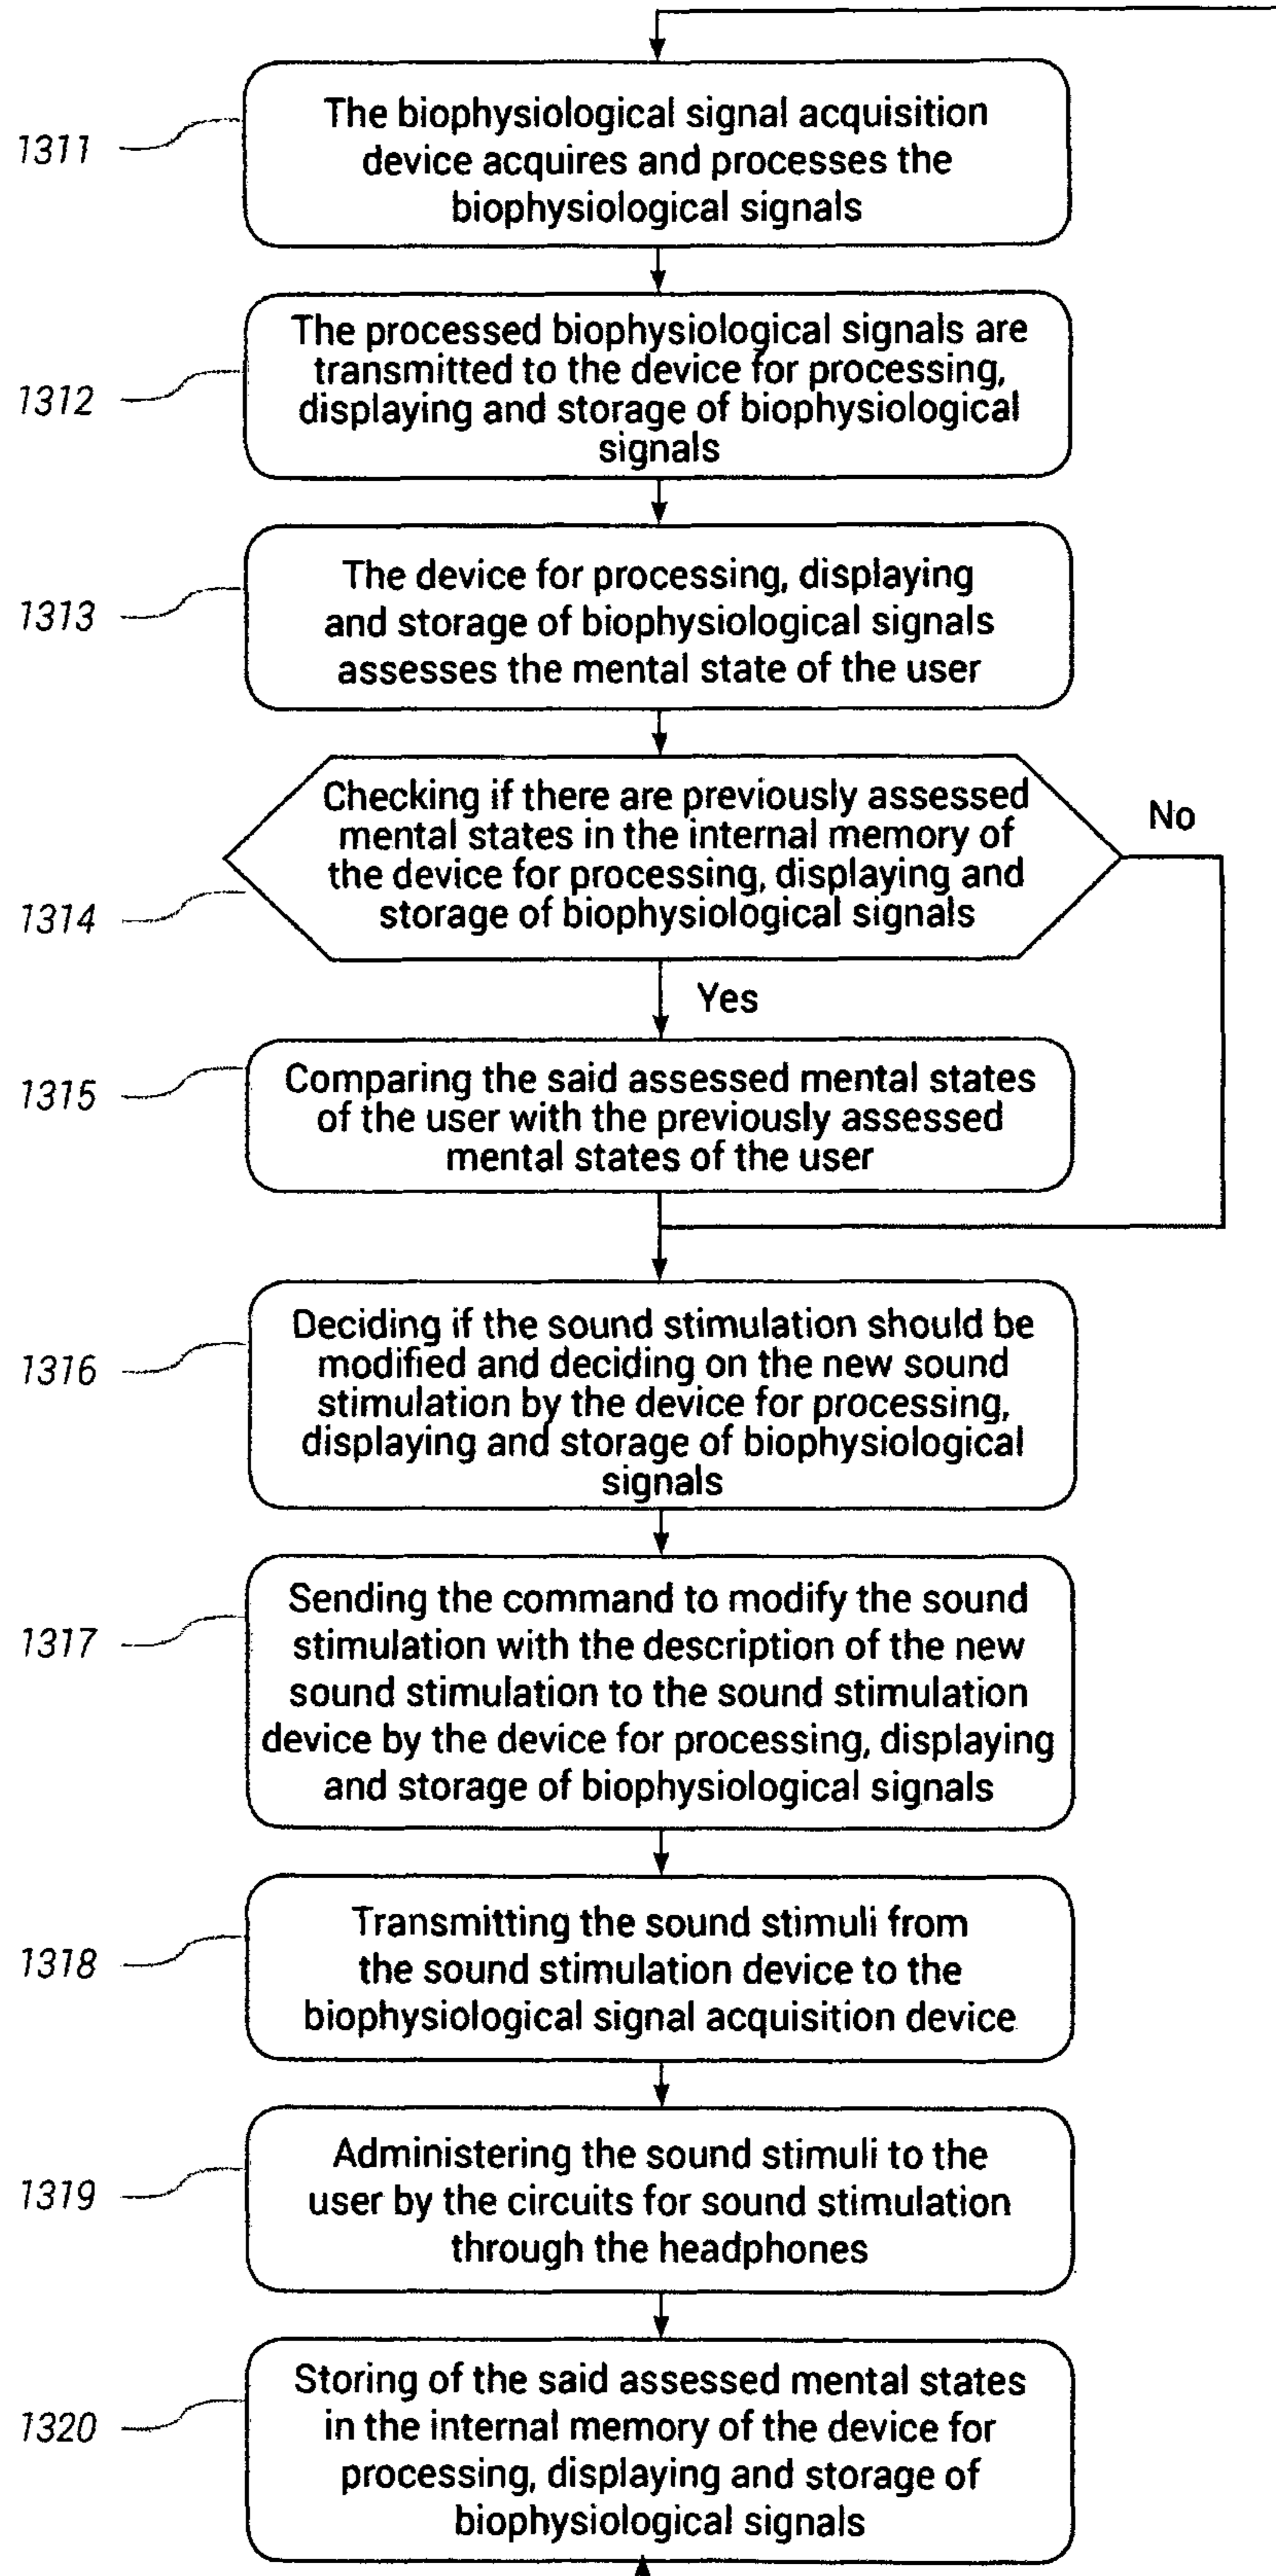 1311
The biophysiological signal acquisition
device acquires and processes the
biophysiological signals
1312
The processed biophysiological signals are
transmitted to the device for processing,
displaying and storage of biophysiological
signals
1313
The device for processing, displaying
and storage of biophysiological signals
assesses the mental state of the user
1314
Checking if there are previously assessed
mental states in the internal memory of
the device for processing, displaying and
storage of biophysiological signals
No
Yes
1315
Comparing the said assessed mental states
of the user with the previously assessed
mental states of the user
1316
Deciding if the sound stimulation should be
modified and deciding on the new sound
stimulation by the device for processing,
displaying and storage of biophysiological
signals
1317
Sending the command to modify the sound
stimulation with the description of the new
sound stimulation to the sound stimulation
device by the device for processing, displaying
and storage of biophysiological signals
1318
Transmitting the sound stimuli from
the sound stimulation device to the
biophysiological signal acquisition device
1319
Administering the sound stimuli to the
user by the circuits for sound stimulation
through the headphones
1320
Storing of the said assessed mental states
in the internal memory of the device for
processing, displaying and storage of
biophysiological signals